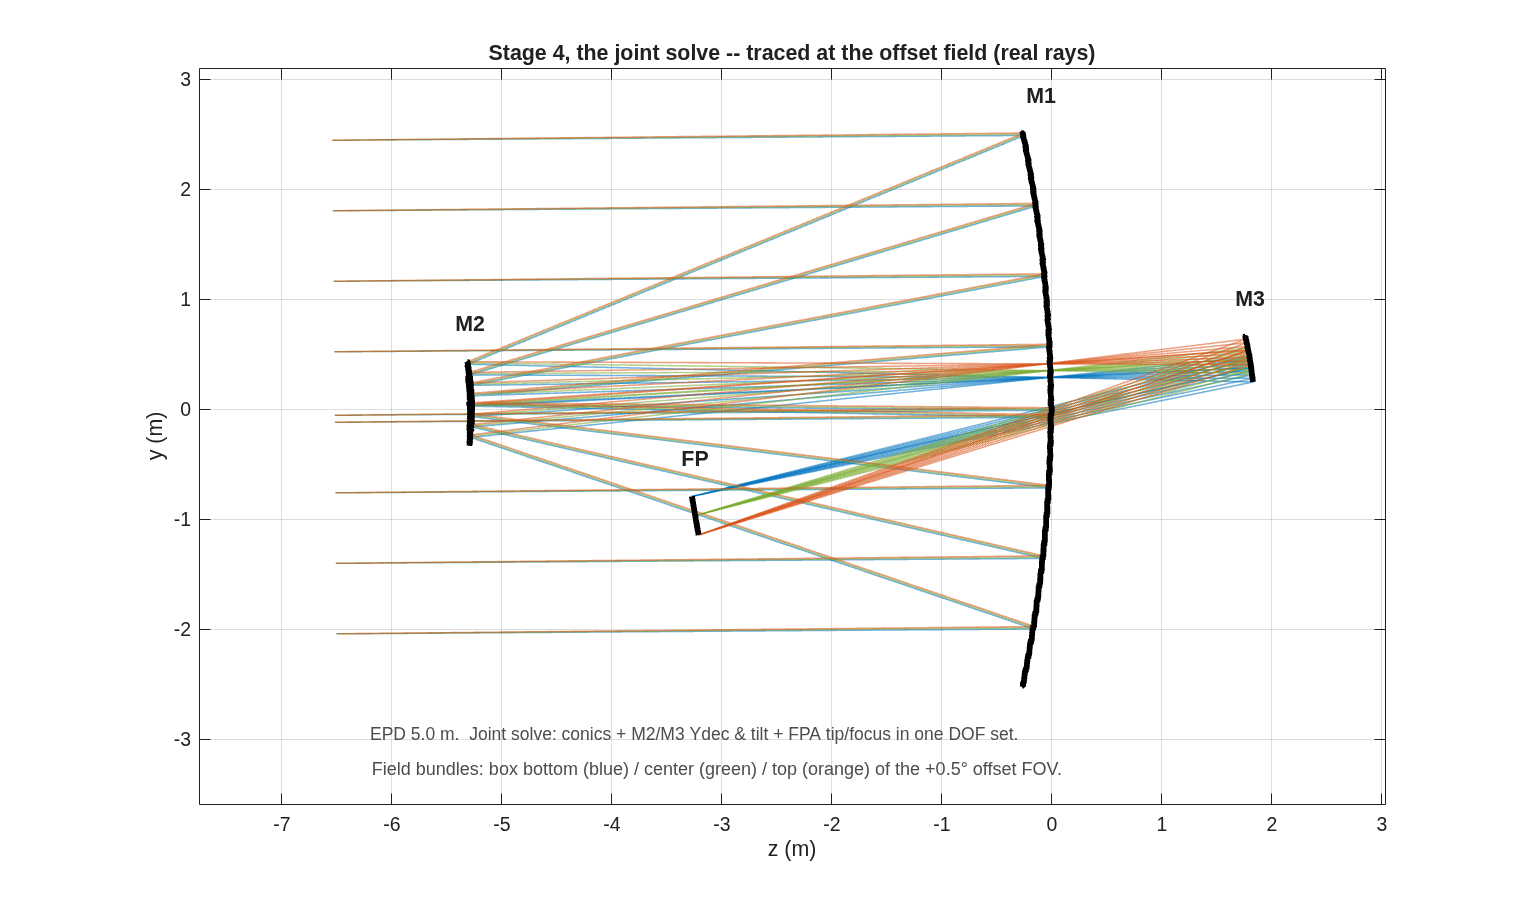 Stage 4, the joint solve -- traced at the offset field (real rays)
3
M1
2
M3
1
M2
0
y (m)
FP
-1
-2
-3
EPD 5.0 m.  Joint solve: conics + M2/M3 Ydec & tilt + FPA tip/focus in one DOF set.
Field bundles: box bottom (blue) / center (green) / top (orange) of the +0.5° offset FOV.
-7 -6 -5 -4 -3 -2 -1 0 1 2 3
z (m)